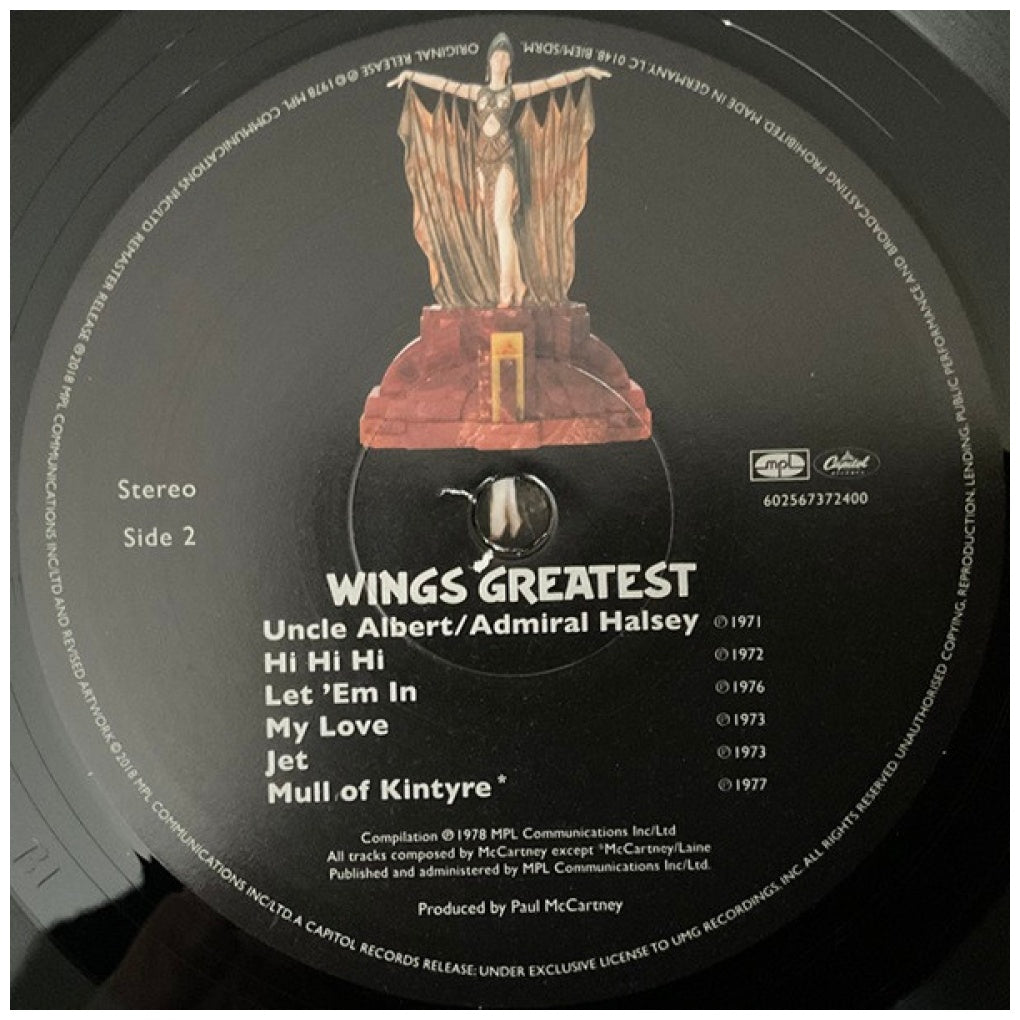 ORIGINAL RELEASE ℗©1978 MPL COMMUNICATIONS INC/LTD REMASTER RELEASE ℗2018 MPL COMMUNICATIONS INC/LTD AND REVISED ARTWORK ©2018 MPL COMMUNICATIONS INC/LTD. A CAPITOL RECORDS RELEASE; UNDER EXCLUSIVE LICENSE TO UMG RECORDINGS, INC. ALL RIGHTS RESERVED. UNAUTHORISED COPYING, REPRODUCTION, LENDING, PUBLIC PERFORMANCE AND BROADCASTING PROHIBITED. MADE IN GERMANY. LC 0148. BIEM/SDRM.
mpl Capitol
RECORDS
602567372400
Stereo
Side 2
WINGS GREATEST
Uncle Albert/Admiral Halsey ℗1971
Hi Hi Hi ℗1972
Let 'Em In ℗1976
My Love ℗1973
Jet ℗1973
Mull of Kintyre* ℗1977
Compilation ℗1978 MPL Communications Inc/Ltd
All tracks composed by McCartney except *McCartney/Laine
Published and administered by MPL Communications Inc/Ltd.
Produced by Paul McCartney